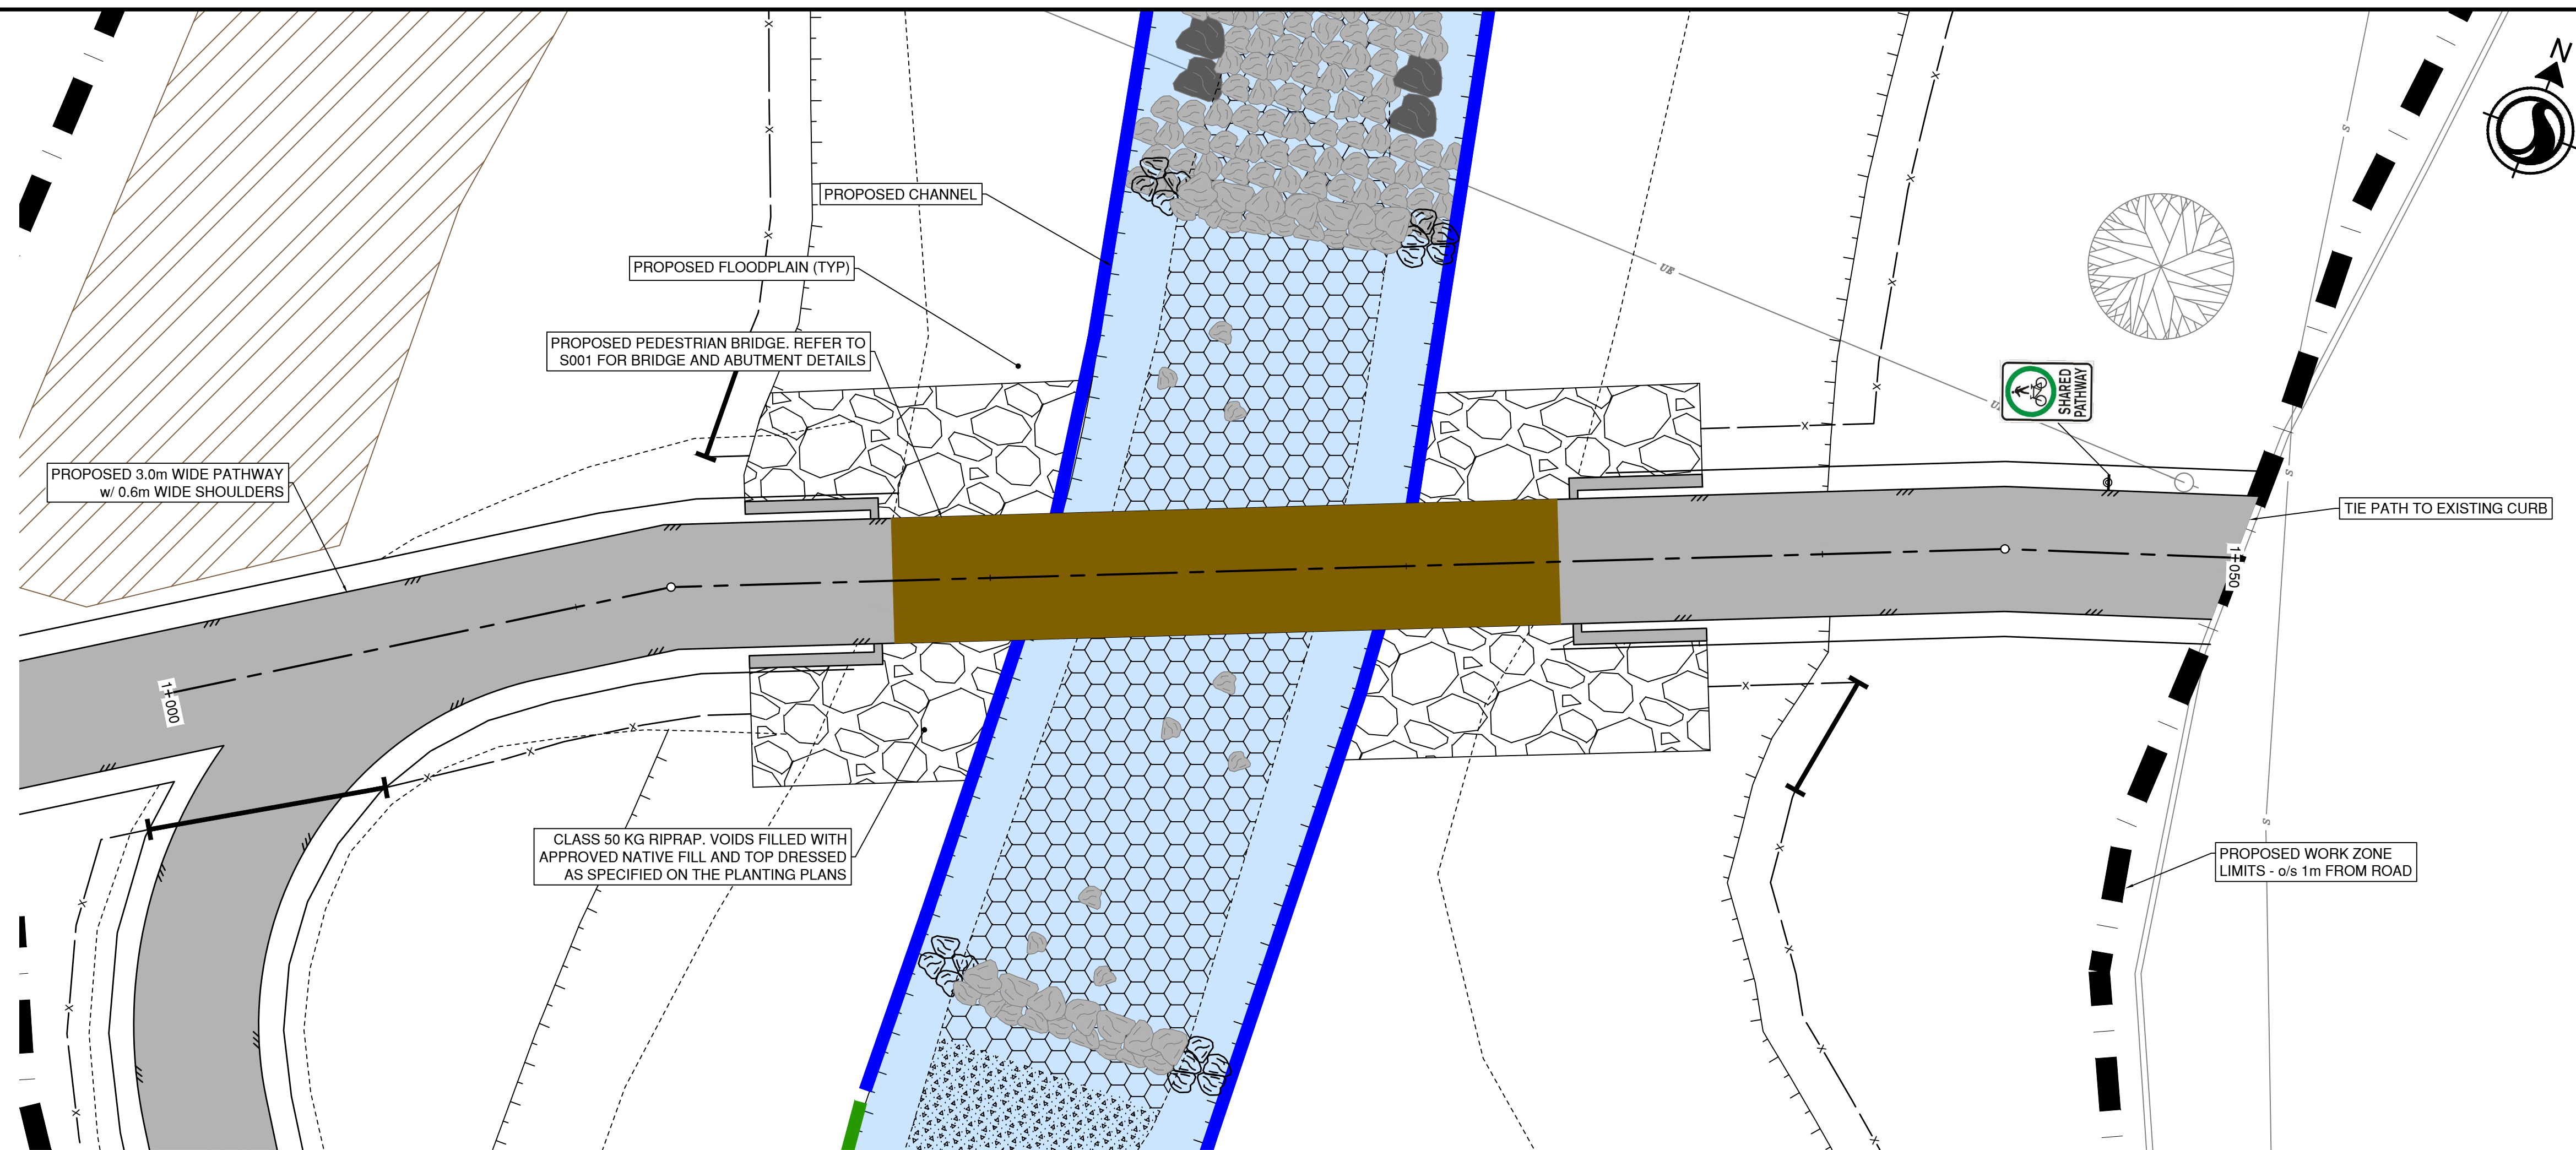 N
PROPOSED CHANNEL
PROPOSED FLOODPLAIN (TYP)
UE
PROPOSED PEDESTRIAN BRIDGE. REFER TO
S001 FOR BRIDGE AND ABUTMENT DETAILS
SHARED
PATHWAY
PROPOSED 3.0m WIDE PATHWAY
w/ 0.6m WIDE SHOULDERS
TIE PATH TO EXISTING CURB
1+050
1+000
CLASS 50 KG RIPRAP. VOIDS FILLED WITH
APPROVED NATIVE FILL AND TOP DRESSED
AS SPECIFIED ON THE PLANTING PLANS
PROPOSED WORK ZONE
LIMITS - o/s 1m FROM ROAD
S
S
S